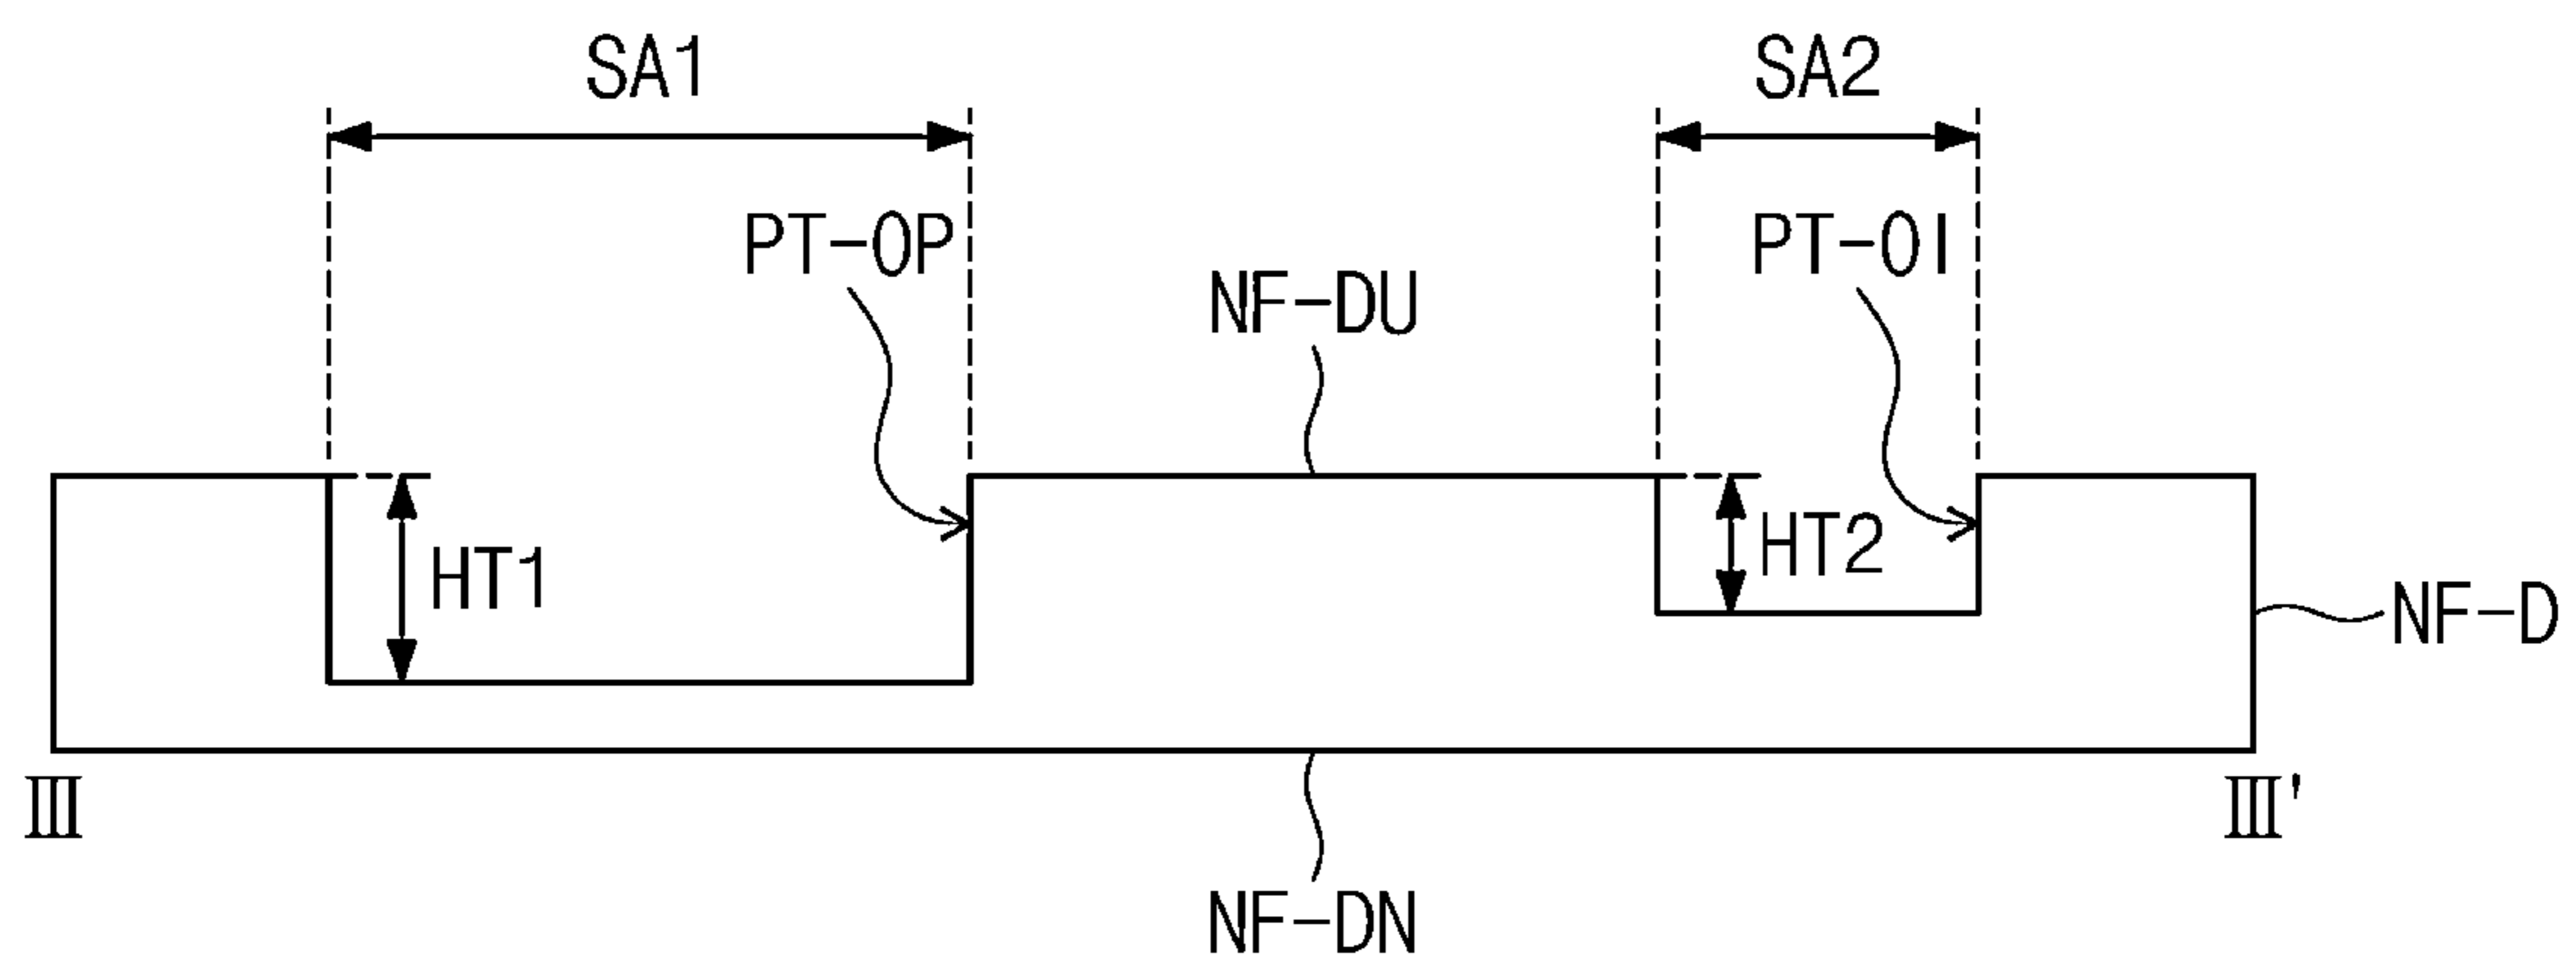 SA1 SA2
PT-OP PT-OI
NF-DU
HT1 HT2
NF-D
III III'
NF-DN